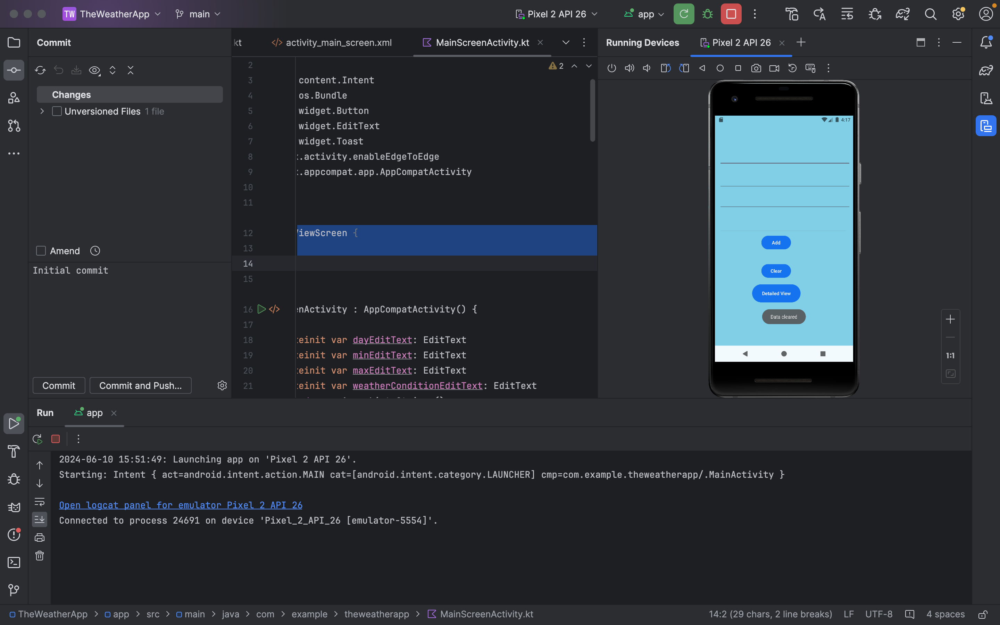 TW TheWeatherApp main Pixel 2 API 26 app
Commit
kt activity_main_screen.xml MainScreenActivity.kt
Running Devices Pixel 2 API 26
Changes
Unversioned Files 1 file
Amend
Initial commit
Commit Commit and Push...
2
2
3 content.Intent
4 os.Bundle
5 widget.Button
6 widget.EditText
7 widget.Toast
8 .activity.enableEdgeToEdge
9 .appcompat.app.AppCompatActivity
10
11
12 iewScreen {
13
14
15
16 nActivity : AppCompatActivity() {
17
18 einit var dayEditText: EditText
19 einit var minEditText: EditText
20 einit var maxEditText: EditText
21 einit var weatherConditionEditText: EditText
4:17
Add
Clear
Detailed View
Data cleared
1:1
Run app
2024-06-10 15:51:49: Launching app on 'Pixel 2 API 26'.
Starting: Intent { act=android.intent.action.MAIN cat=[android.intent.category.LAUNCHER] cmp=com.example.theweatherapp/.MainActivity }
Open logcat panel for emulator Pixel 2 API 26
Connected to process 24691 on device 'Pixel_2_API_26 [emulator-5554]'.
TheWeatherApp > app > src > main > java > com > example > theweatherapp > MainScreenActivity.kt
14:2 (29 chars, 2 line breaks) LF UTF-8 4 spaces